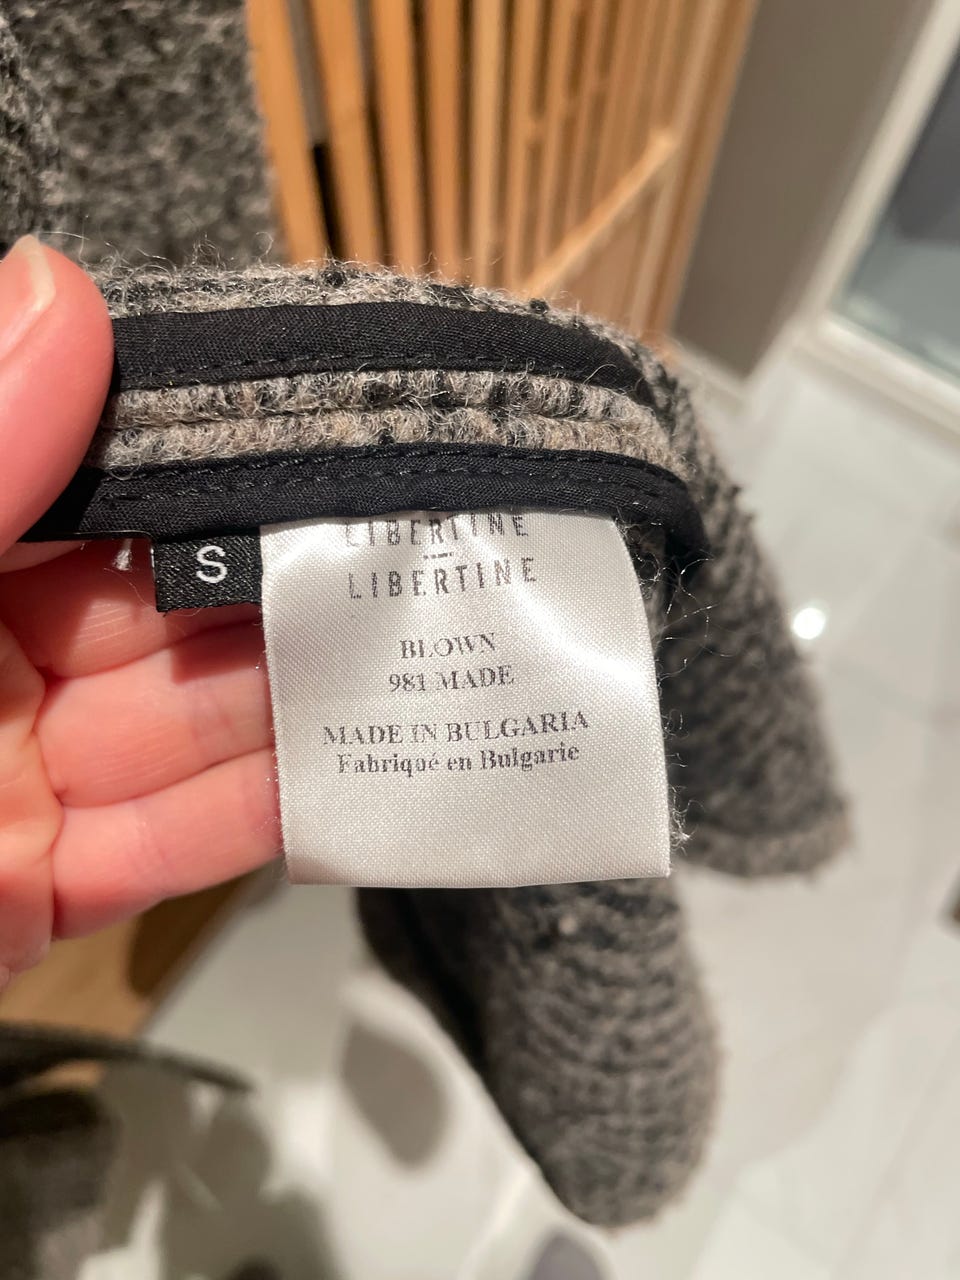 S
LIBERTINE
LIBERTINE
BLOWN
981 MADE
MADE IN BULGARIA
Fabriqué en Bulgarie